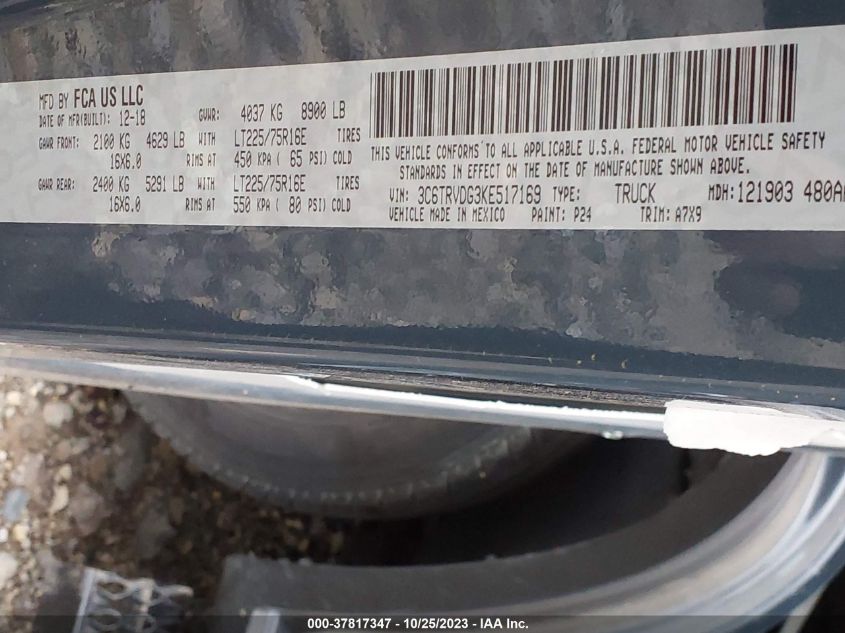 MFD BY FCA US LLC
DATE OF MFR(BUILT): 12-18 GVWR: 4037 KG 8900 LB
GAWR FRONT: 2100 KG 4629 LB WITH LT225/75R16E TIRES
16X6.0 RIMS AT 450 KPA ( 65 PSI) COLD
GAWR REAR: 2400 KG 5291 LB WITH LT225/75R16E TIRES
16X6.0 RIMS AT 550 KPA ( 80 PSI) COLD
THIS VEHICLE CONFORMS TO ALL APPLICABLE U.S.A. FEDERAL MOTOR VEHICLE SAFETY
STANDARDS IN EFFECT ON THE DATE OF MANUFACTURE SHOWN ABOVE.
VIN: 3C6TRVDG3KE517169 TYPE: TRUCK MDH: 121903 480A
VEHICLE MADE IN MEXICO PAINT: P24 TRIM: A7X9
000-37817347 - 10/25/2023 - IAA Inc.